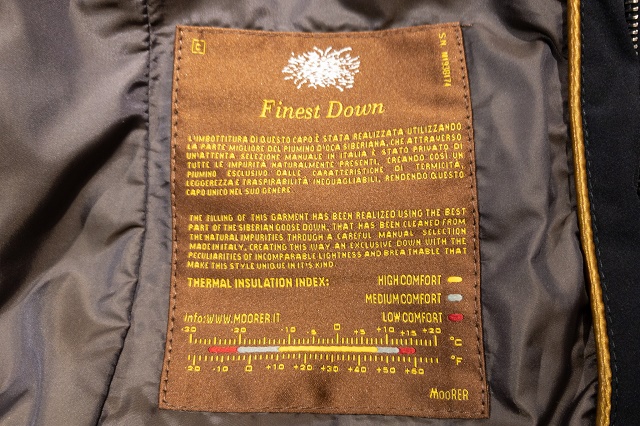 C
Finest Down
L'IMBOTTITURA DI QUESTO CAPO È STATA REALIZZATA UTILIZZANDO
LA PARTE MIGLIORE DEL PIUMINO D'OCA SIBERIANA, CHE ATTRAVERSO
UN'ATTENTA SELEZIONE MANUALE IN ITALIA È STATO PRIVATO DI
TUTTE LE IMPURITÀ NATURALMENTE PRESENTI, CREANDO COSÌ UN
PIUMINO ESCLUSIVO DALLE CARATTERISTICHE DI TERMICITÀ,
LEGGEREZZA E TRASPIRABILITÀ INEGUAGLIABILI, RENDENDO QUESTO
CAPO UNICO NEL SUO GENERE.
THE FILLING OF THIS GARMENT HAS BEEN REALIZED USING THE BEST
PART OF THE SIBERIAN GOOSE DOWN, THAT HAS BEEN CLEANED FROM
THE NATURAL IMPURITIES THROUGH A CAREFUL MANUAL SELECTION
MADE IN ITALY, CREATING THIS WAY AN EXCLUSIVE DOWN WITH THE
PECULIARITIES OF INCOMPARABLE LIGHTNESS AND BREATHABLE THAT
MAKE THIS STYLE UNIQUE IN IT'S KIND.
THERMAL INSULATION INDEX: HIGH COMFORT
MEDIUM COMFORT
info: WWW.MOORER.IT LOW COMFORT
-30 -20 -10 -5 0 +5 +10 +15 +20
°C
°F
-20 -10 0 +10 +20 +30 +40 +50 +60
MooRER